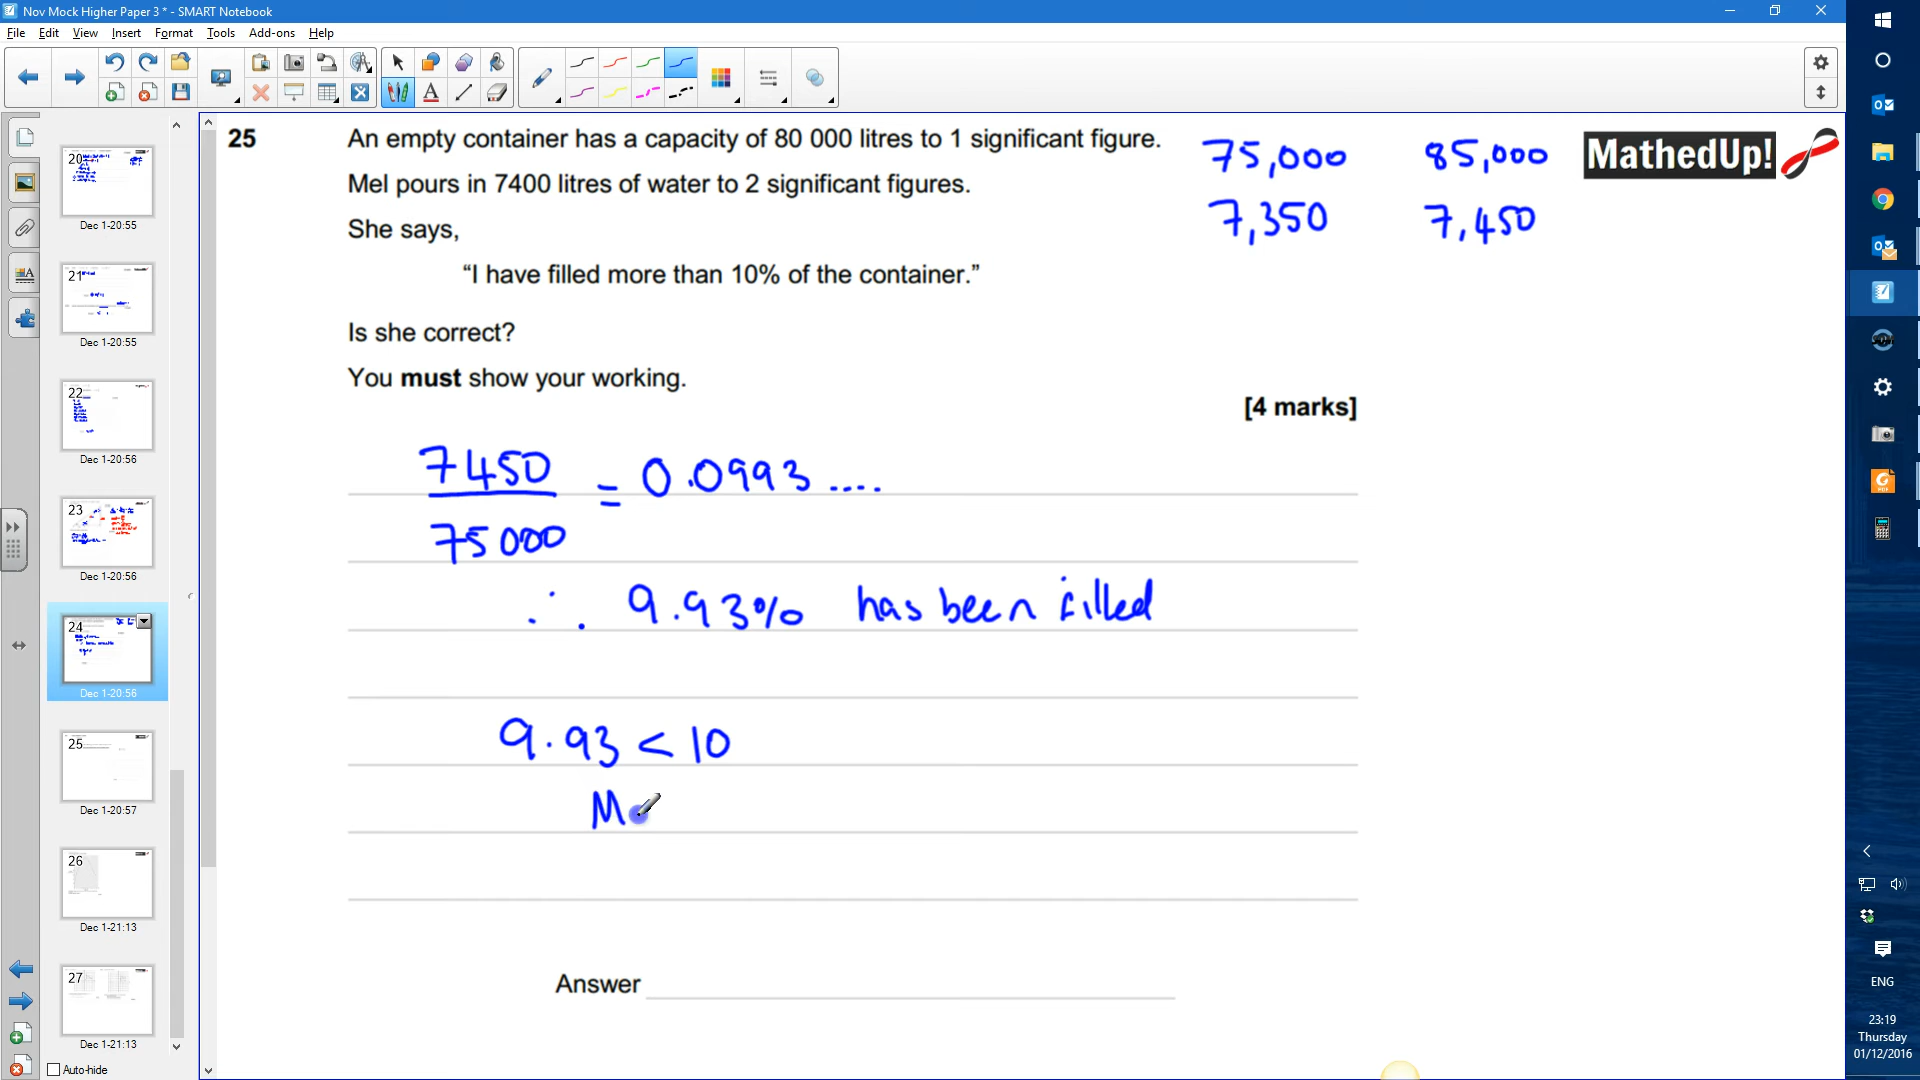 Nov Mock Higher Paper 3 * - SMART Notebook
File Edit View Insert Format Tools Add-ons Help
20
Dec 1-20:55
21
Dec 1-20:55
22
Dec 1-20:56
23
Dec 1-20:56
24
Dec 1-20:56
25
Dec 1-20:57
26
Dec 1-21:13
27
Dec 1-21:13
Auto-hide
25 An empty container has a capacity of 80 000 litres to 1 significant figure.
75,000 85,000
MathedUp!
Mel pours in 7400 litres of water to 2 significant figures.
7,350 7,450
She says,
“I have filled more than 10% of the container.”
Is she correct?
You must show your working.
[4 marks]
7450
= 0.0993....
75000
∴ 9.93% has been filled
9.93 < 10
M
Answer
ENG
23:19
Thursday
01/12/2016